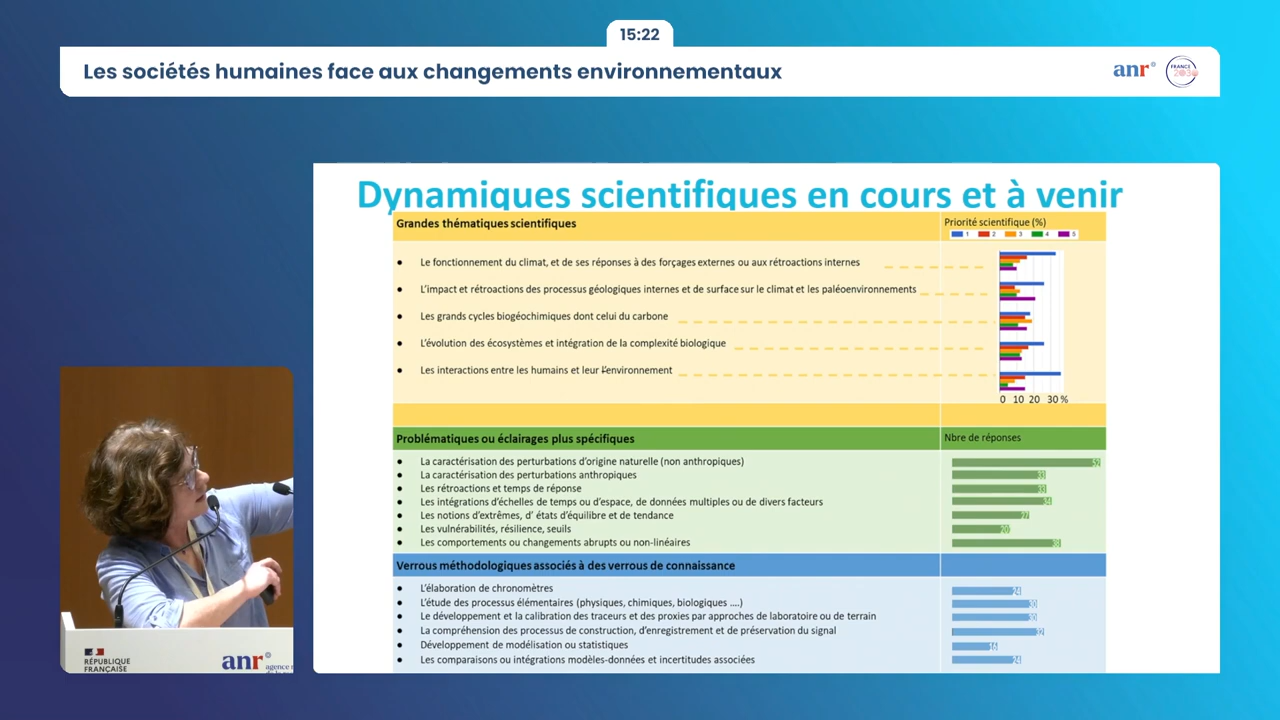 15:22
Les sociétés humaines face aux changements environnementaux
anr
FRANCE
2030
Dynamiques scientifiques en cours et à venir
Grandes thématiques scientifiques
Priorité scientifique (%)
1 2 3 4 5
• Le fonctionnement du climat, et de ses réponses à des forçages externes ou aux rétroactions internes
• L'impact et rétroactions des processus géologiques internes et de surface sur le climat et les paléoenvironnements
• Les grands cycles biogéochimiques dont celui du carbone
• L'évolution des écosystèmes et intégration de la complexité biologique
• Les interactions entre les humains et leur l'environnement
0 10 20 30 %
Problématiques ou éclairages plus spécifiques
Nbre de réponses
• La caractérisation des perturbations d'origine naturelle (non anthropiques) 52
• La caractérisation des perturbations anthropiques 33
• Les rétroactions et temps de réponse 33
• Les intégrations d'échelles de temps ou d'espace, de données multiples ou de divers facteurs
• Les notions d'extrêmes, d' états d'équilibre et de tendance 27
• Les vulnérabilités, résilience, seuils 20
• Les comportements ou changements abrupts ou non-linéaires 38
Verrous méthodologiques associés à des verrous de connaissance
• L'élaboration de chronomètres 24
• L'étude des processus élémentaires (physiques, chimiques, biologiques ....) 30
• Le développement et la calibration des traceurs et des proxies par approches de laboratoire ou de terrain 30
• La compréhension des processus de construction, d'enregistrement et de préservation du signal 32
• Développement de modélisation ou statistiques 16
• Les comparaisons ou intégrations modèles-données et incertitudes associées 24
RÉPUBLIQUE
FRANÇAISE
anr
agence